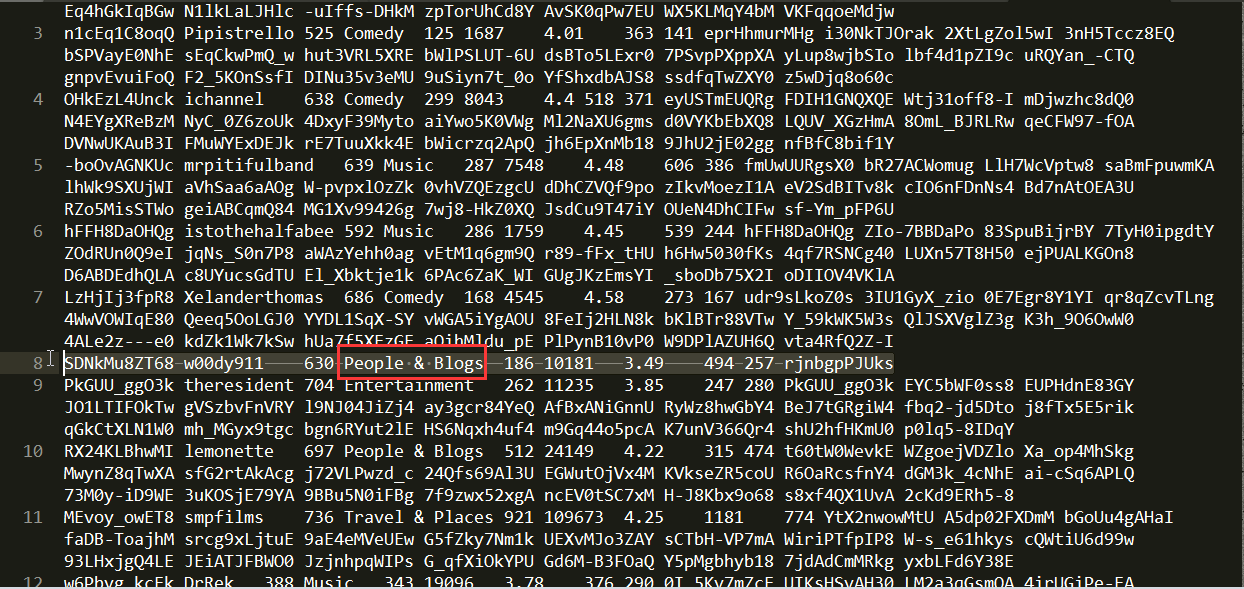 Eq4hGkIqBGw N1lkLaLJHlc -uIffs-DHkM zpTorUhCd8Y AvSK0qPw7EU WX5KLMqY4bM VKFqqoeMdjw
3 n1cEq1C8oqQ Pipistrello 525 Comedy 125 1687 4.01 363 141 eprHhmurMHg i30NkTJOrak 2XtLgZol5wI 3nH5Tccz8EQ
bSPVayE0NhE sEqCkwPmQ_w hut3VRL5XRE bWlPSLUT-6U dsBTo5LExr0 7PSvpPXppXA yLup8wjbSIo lbf4d1pZI9c uRQYan_-CTQ
gnpvEvuiFoQ F2_5KOnSsfI DINu35v3eMU 9uSiyn7t_0o YfShxdbAJS8 ssdfqTwZXY0 z5wDjq8o60c
4 OHkEzL4Unck ichannel 638 Comedy 299 8043 4.4 518 371 eyUSTmEUQRg FDIH1GNQXQE Wtj31off8-I mDjwzhc8dQ0
N4EYgXReBzM NyC_0Z6zoUk 4DxyF39Myto aiYwo5K0VWg Ml2NaXU6gms d0VYKbEbXQ8 LQUV_XGzHmA 8OmL_BJRLRw qeCFW97-fOA
DVNwUKAuB3I FMuWYExDEJk rE7TuuXkk4E bWicrzq2ApQ jh6EpXnMb18 9JhU2jE02gg nfBfC8bif1Y
5 -boOvAGNKUc mrpitifulband 639 Music 287 7548 4.48 606 386 fmUwUURgsX0 bR27ACWomug LlH7WcVptw8 saBmFpuwmKA
lhWk9SXUjWI aVhSaa6aAOg W-pvpxlOzZk 0vhVZQEzgcU dDhCZVQf9po zIkvMoezI1A eV2SdBITv8k cIO6nFDnNs4 Bd7nAtOEA3U
RZo5MisSTWo geiABCqmQ84 MG1Xv99426g 7wj8-HkZ0XQ JsdCu9T47iY OUeN4DhCIFw sf-Ym_pFP6U
6 hFFH8DaOHQg istothehalfabee 592 Music 286 1759 4.45 539 244 hFFH8DaOHQg ZIo-7BBDaPo 83SpuBijrBY 7TyH0ipgdtY
ZOdRUn0Q9eI jqNs_S0n7P8 aWAzYehh0ag vEtM1q6gm9Q r89-fFx_tHU h6Hw5030fKs 4qf7RSNCg40 LUXn57T8H50 ejPUALKGOn8
D6ABDEdhQLA c8UYucsGdTU El_Xbktje1k 6PAc6ZaK_WI GUgJKzEmsYI _sboDb75X2I oDIIOV4VKlA
7 LzHjIj3fpR8 Xelanderthomas 686 Comedy 168 4545 4.58 273 167 udr9sLkoZ0s 3IU1GyX_zio 0E7Egr8Y1YI qr8qZcvTLng
4WwVOWIqE80 Qeeq5OoLGJ0 YYDL1SqX-SY vWGA5iYgAOU 8FeIj2HLN8k bKlBTr88VTw Y_59kWK5W3s QlJSXVglZ3g K3h_9O6OwW0
4ALe2z---e0 kdZk1Wk7kSw hUa7f5XEzGE aOibMldu_pE PlPynB10vP0 W9DPlAZUH6Q vta4RfQ2Z-I
8 SDNkMu8ZT68 w00dy911 630 People & Blogs 186 10181 3.49 494 257 rjnbgpPJUks
9 PkGUU_ggO3k theresident 704 Entertainment 262 11235 3.85 247 280 PkGUU_ggO3k EYC5bWF0ss8 EUPHdnE83GY
JO1LTIFOkTw gVSzbvFnVRY l9NJ04JiZj4 ay3gcr84YeQ AfBxANiGnnU RyWz8hwGbY4 BeJ7tGRgiW4 fbq2-jd5Dto j8fTx5E5rik
qGkCtXLN1W0 mh_MGyx9tgc bgn6RYut2lE HS6Nqxh4uf4 m9Gq44o5pcA K7unV366Qr4 shU2hfHKmU0 p0lq5-8IDqY
10 RX24KLBhwMI lemonette 697 People & Blogs 512 24149 4.22 315 474 t60tW0WevkE WZgoejVDZlo Xa_op4MhSkg
MwynZ8qTwXA sfG2rtAkAcg j72VLPwzd_c 24Qfs69Al3U EGWutOjVx4M KVkseZR5coU R6OaRcsfnY4 dGM3k_4cNhE ai-cSq6APLQ
73M0y-iD9WE 3uKOSjE79YA 9BBu5N0iFBg 7f9zwx52xgA ncEV0tSC7xM H-J8Kbx9o68 s8xf4QX1UvA 2cKd9ERh5-8
11 MEvoy_owET8 smpfilms 736 Travel & Places 921 109673 4.25 1181 774 YtX2nwowMtU A5dp02FXDmM bGoUu4gAHaI
faDB-ToajhM srcg9xLjtuE 9aE4eMVeUEw G5fZky7Nm1k UEXvMJo3ZAY sCTbH-VP7mA WiriPTfpIP8 W-s_e61hkys cQWtiU6d99w
93LHxjgQ4LE JEiATJFBWO0 JzjnhpqWIPs G_qfXiOkYPU Gd6M-B3FOaQ Y5pMgbhyb18 7jdAdCmMRkg yxbLFd6Y38E
12 w6Phvg_kcEk DrRek 388 Music 343 19096 3.78 376 290